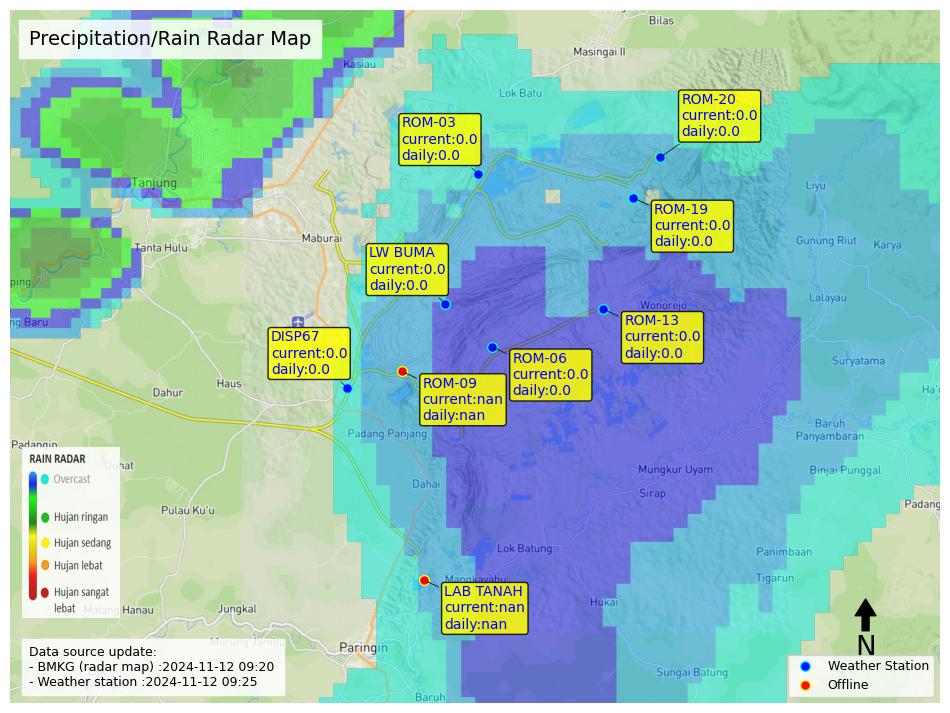 Precipitation/Rain Radar Map
Bilas
Masingai II
Kasiau
Lok Batu
ROM-20
current:0.0
daily:0.0
ROM-03
current:0.0
daily:0.0
Tanjung
Liyu
ROM-19
current:0.0
daily:0.0
Maburai
Tanta Hulu
Gunung Riut
Karya
LW BUMA
current:0.0
daily:0.0
ping
Lalayau
Wonorejo
ng Baru
ROM-13
current:0.0
daily:0.0
DISP67
current:0.0
daily:0.0
ROM-06
current:0.0
daily:0.0
Suryatama
ROM-09
current:nan
daily:nan
Haus
Dahur
Ha'
Baruh
Panyambaran
Padang Panjang
Padangin
Dahai
Mungkur Uyam
Binjai Punggal
Sirap
Padang
Pulau Ku'u
RAIN RADAR
Overcast
Hujan ringan
Hujan sedang
Hujan lebat
Hujan sangat
lebat
Lok Batung
Panimbaan
Tigarun
Mangkayahu
LAB TANAH
current:nan
daily:nan
Hukai
Hanau
Jungkal
Murung Jambu
Paringin
Sungai Batung
Baruh
Data source update:
- BMKG (radar map) :2024-11-12 09:20
- Weather station :2024-11-12 09:25
N
Weather Station
Offline